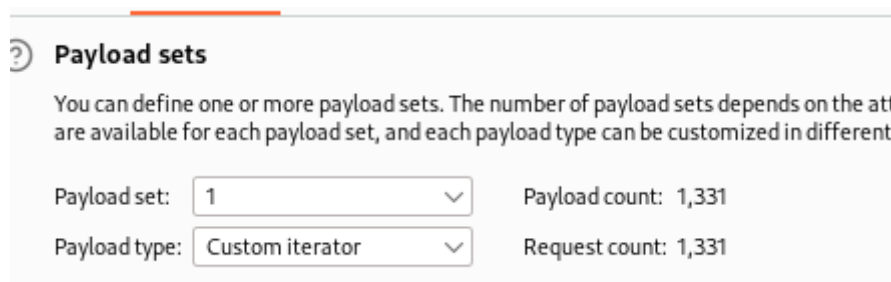 ? Payload sets
You can define one or more payload sets. The number of payload sets depends on the
are available for each payload set, and each payload type can be customized in different
Payload set: 1 Payload count: 1,331
Payload type: Custom iterator Request count: 1,331